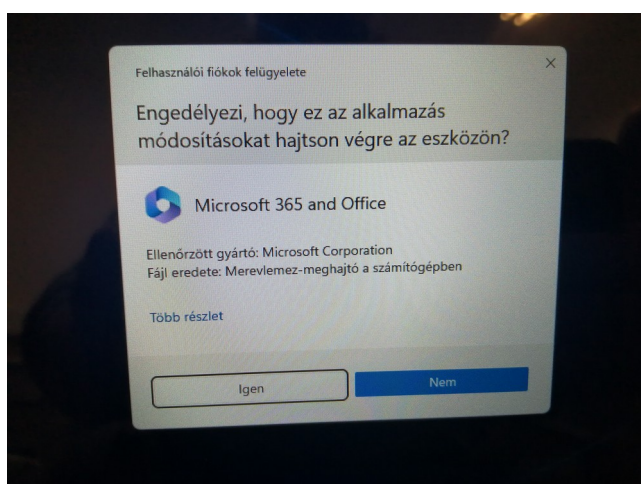 Felhasználói fiókok felügyelete
Engedélyezi, hogy ez az alkalmazás
módosításokat hajtson végre az eszközön?
Microsoft 365 and Office
Ellenőrzött gyártó: Microsoft Corporation
Fájl eredete: Merevlemez-meghajtó a számítógépben
Több részlet
Igen
Nem